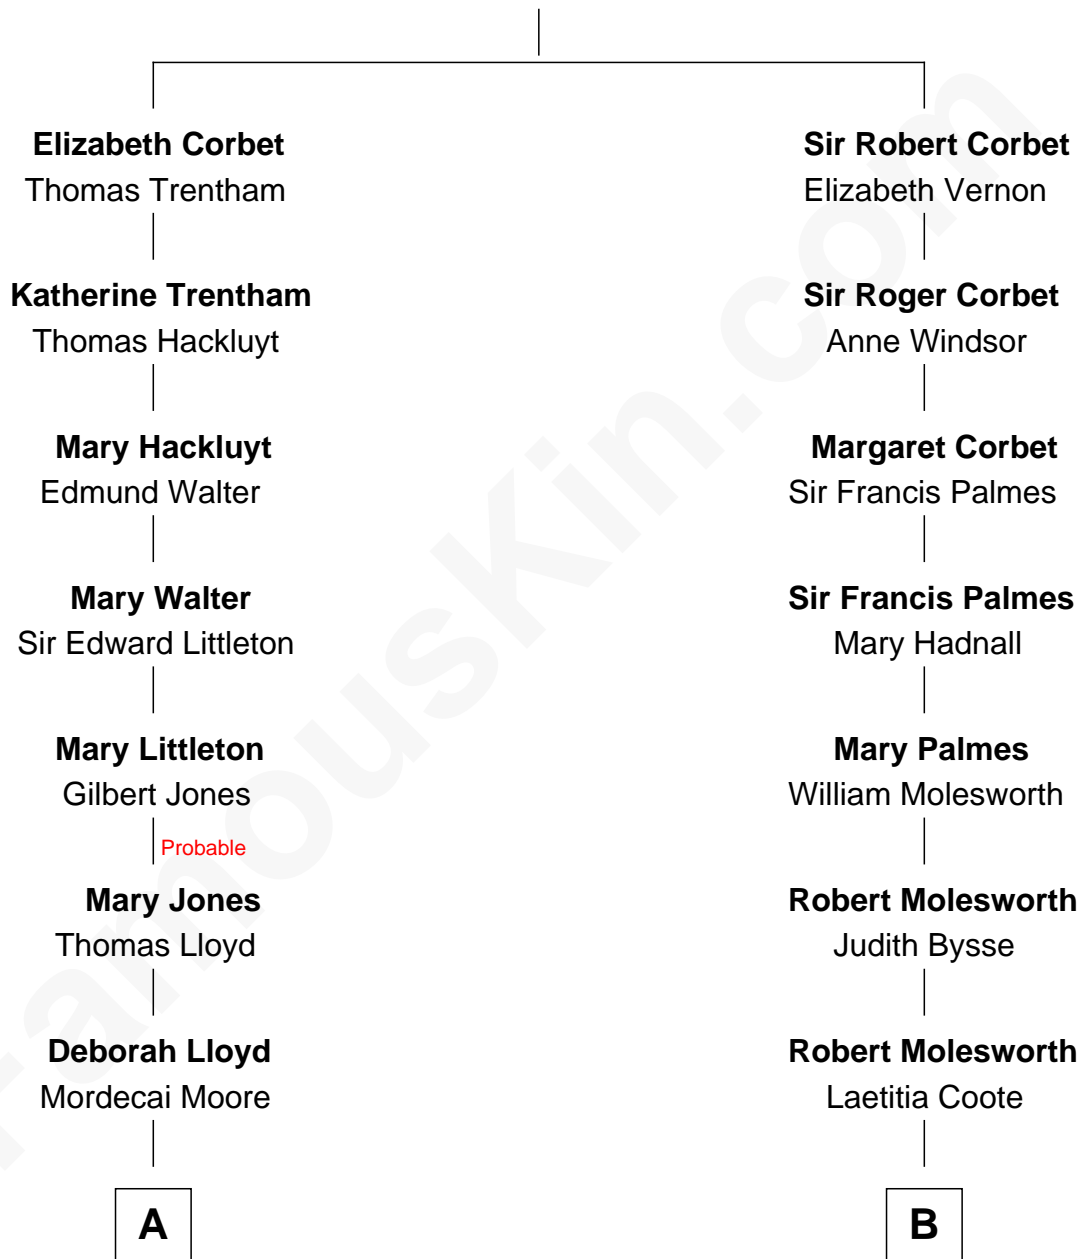 Elizabeth Corbet
Thomas Trentham
Katherine Trentham
Thomas Hackluyt
Mary Hackluyt
Edmund Walter
Mary Walter
Sir Edward Littleton
Mary Littleton
Gilbert Jones
Probable
Mary Jones
Thomas Lloyd
Deborah Lloyd
Mordecai Moore
A
Sir Robert Corbet
Elizabeth Vernon
Sir Roger Corbet
Anne Windsor
Margaret Corbet
Sir Francis Palmes
Sir Francis Palmes
Mary Hadnall
Mary Palmes
William Molesworth
Robert Molesworth
Judith Bysse
Robert Molesworth
Laetitia Coote
B
FamousKin.com